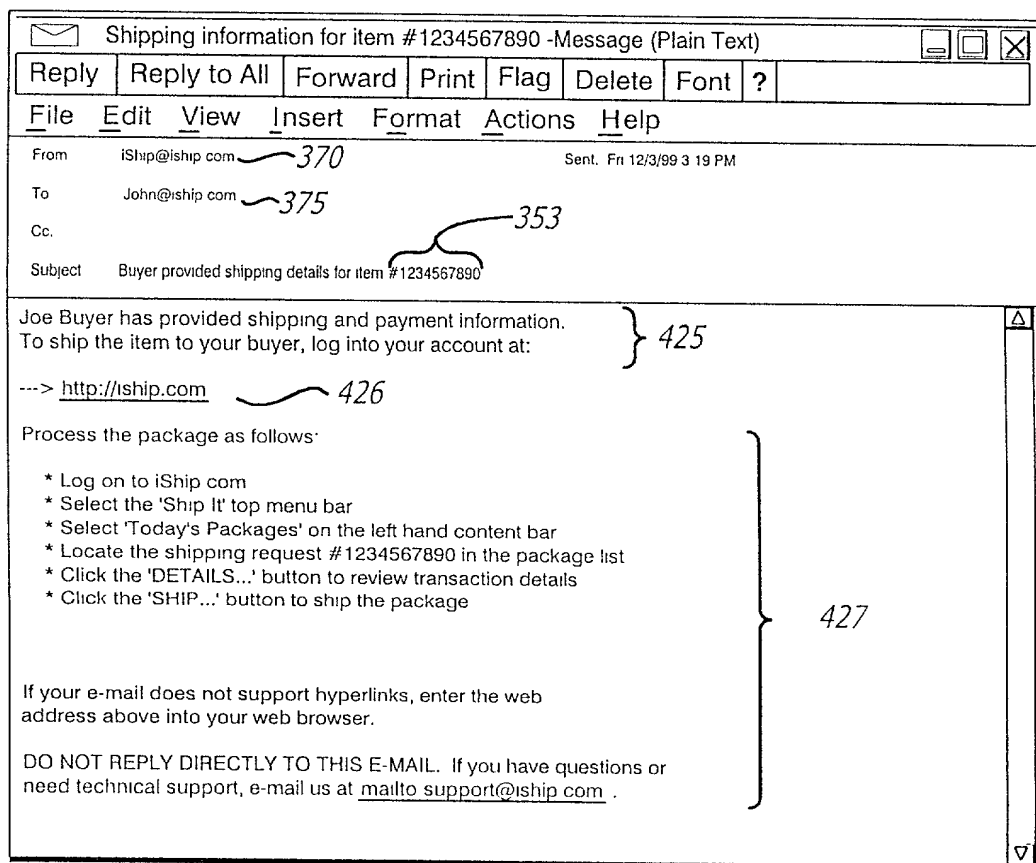 Shipping information for item #1234567890 -Message (Plain Text)
Reply Reply to All Forward Print Flag Delete Font ?
File Edit View Insert Format Actions Help
From iShip@iship com 370 Sent. Fri 12/3/99 3 19 PM
To John@iship com 375
353
Cc.
Subject Buyer provided shipping details for item #1234567890
Joe Buyer has provided shipping and payment information.
To ship the item to your buyer, log into your account at:
425
---> http://iship.com 426
Process the package as follows:
* Log on to iShip com
* Select the 'Ship It' top menu bar
* Select 'Today's Packages' on the left hand content bar
* Locate the shipping request #1234567890 in the package list
* Click the 'DETAILS...' button to review transaction details
* Click the 'SHIP...' button to ship the package
427
If your e-mail does not support hyperlinks, enter the web
address above into your web browser.
DO NOT REPLY DIRECTLY TO THIS E-MAIL. If you have questions or
need technical support, e-mail us at mailto support@iship com .